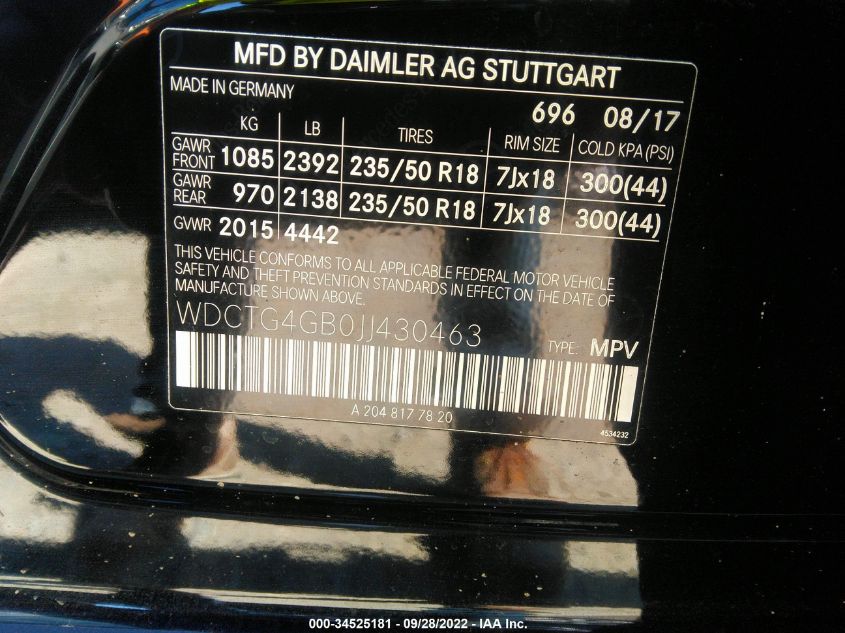 MFD BY DAIMLER AG STUTTGART
MADE IN GERMANY
696 08/17
KG LB TIRES RIM SIZE COLD KPA (PSI)
GAWR FRONT 1085 2392 235/50 R18 7Jx18 300(44)
GAWR REAR 970 2138 235/50 R18 7Jx18 300(44)
GVWR 2015 4442
THIS VEHICLE CONFORMS TO ALL APPLICABLE FEDERAL MOTOR VEHICLE
SAFETY AND THEFT PREVENTION STANDARDS IN EFFECT ON THE DATE OF
MANUFACTURE SHOWN ABOVE.
WDCTG4GB0JJ430463
TYPE: MPV
A 204 817 78 20
4534232
000-34525181 - 09/28/2022 - IAA Inc.